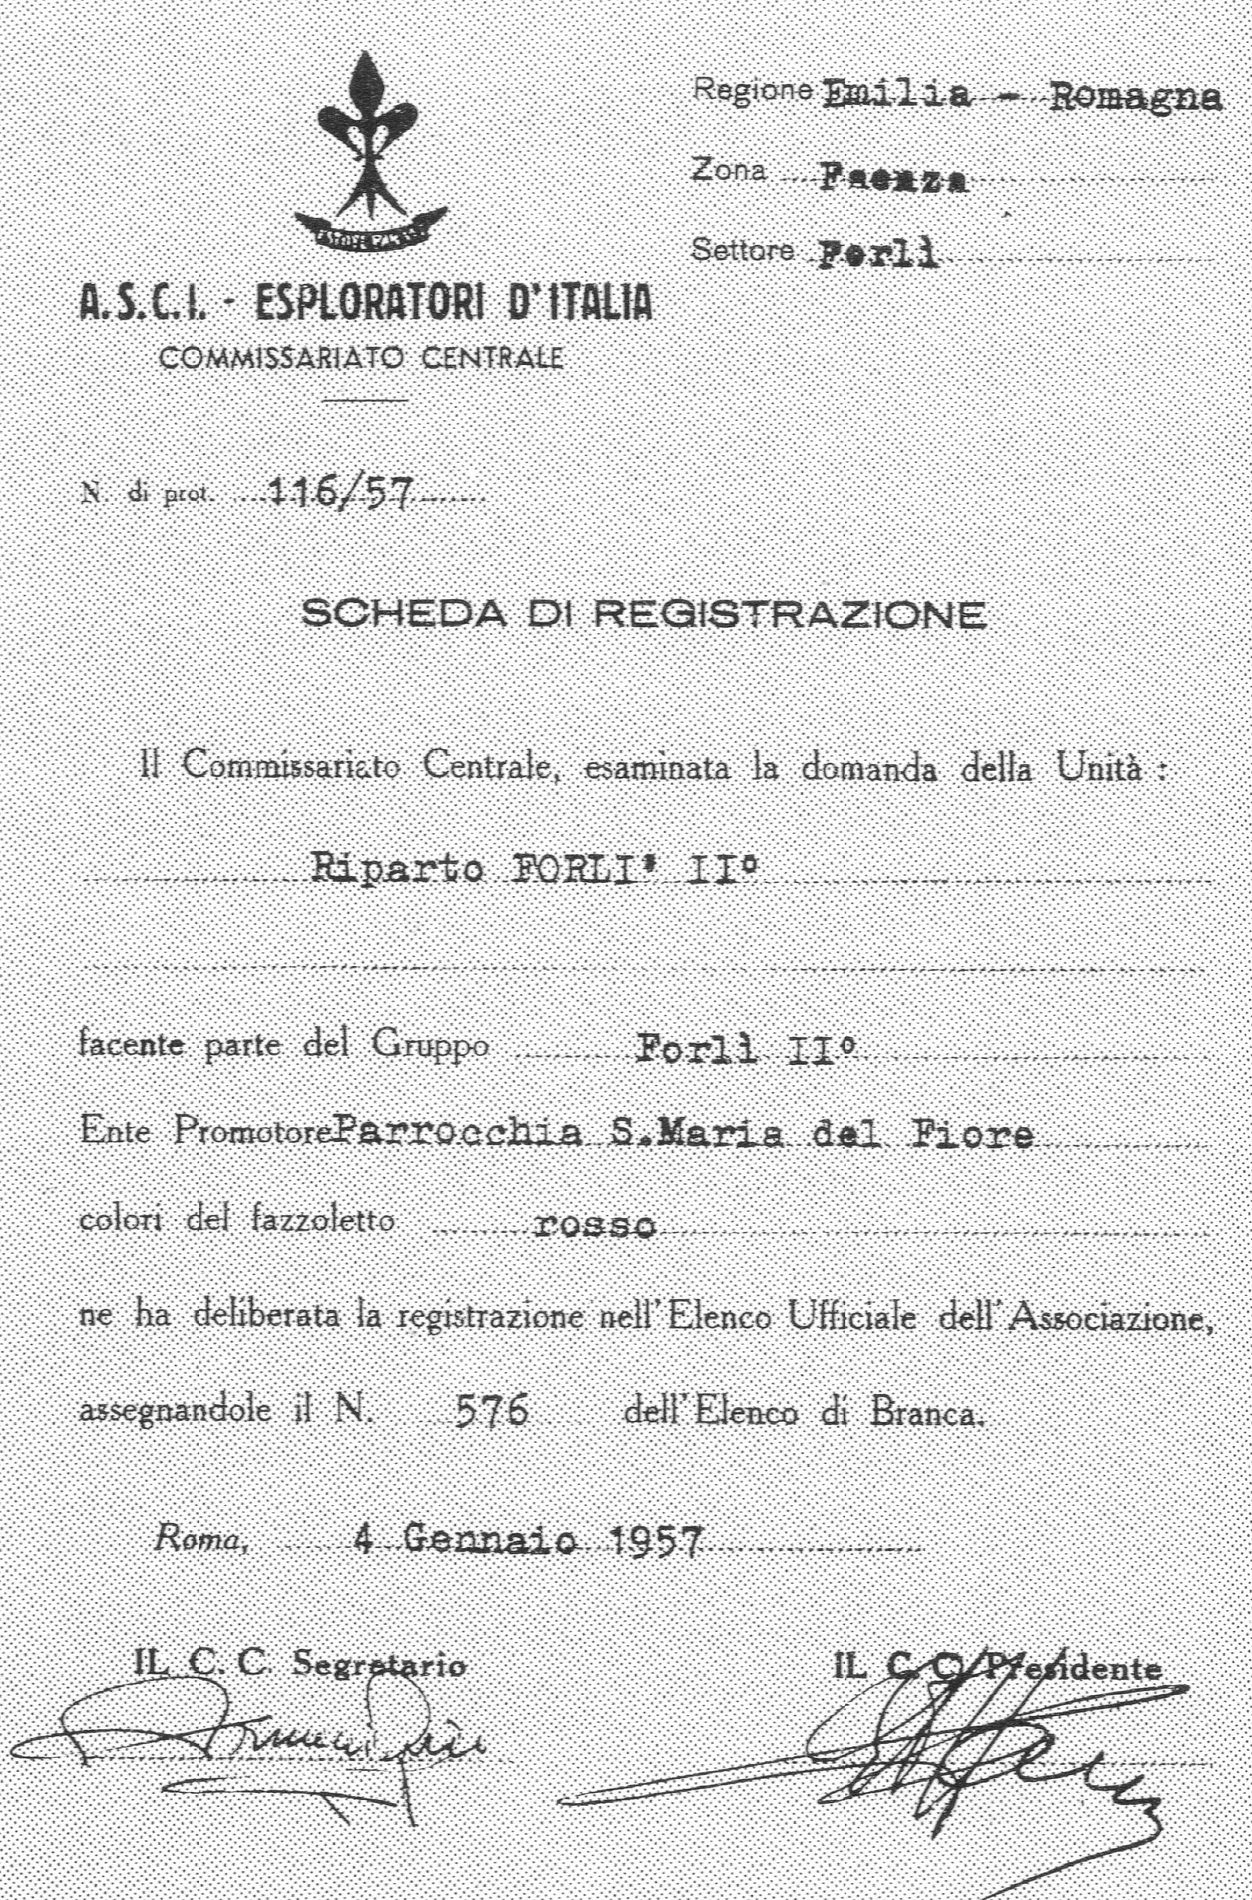 Regione Emilia - Romagna
Zona Faenza
Settore Forlì
A.S.C.I. - ESPLORATORI D'ITALIA
COMMISSARIATO CENTRALE
N. di prot. 116/57
SCHEDA DI REGISTRAZIONE
Il Commissariato Centrale, esaminata la domanda della Unità :
Riparto FORLI' II°
facente parte del Gruppo Forlì II°
Ente Promotore Parrocchia S.Maria del Fiore
colori del fazzoletto rosso
ne ha deliberata la registrazione nell'Elenco Ufficiale dell'Associazione,
assegnandole il N. 576 dell'Elenco di Branca.
Roma, 4 Gennaio 1957
IL C. C. Segretario
IL C. C. Presidente